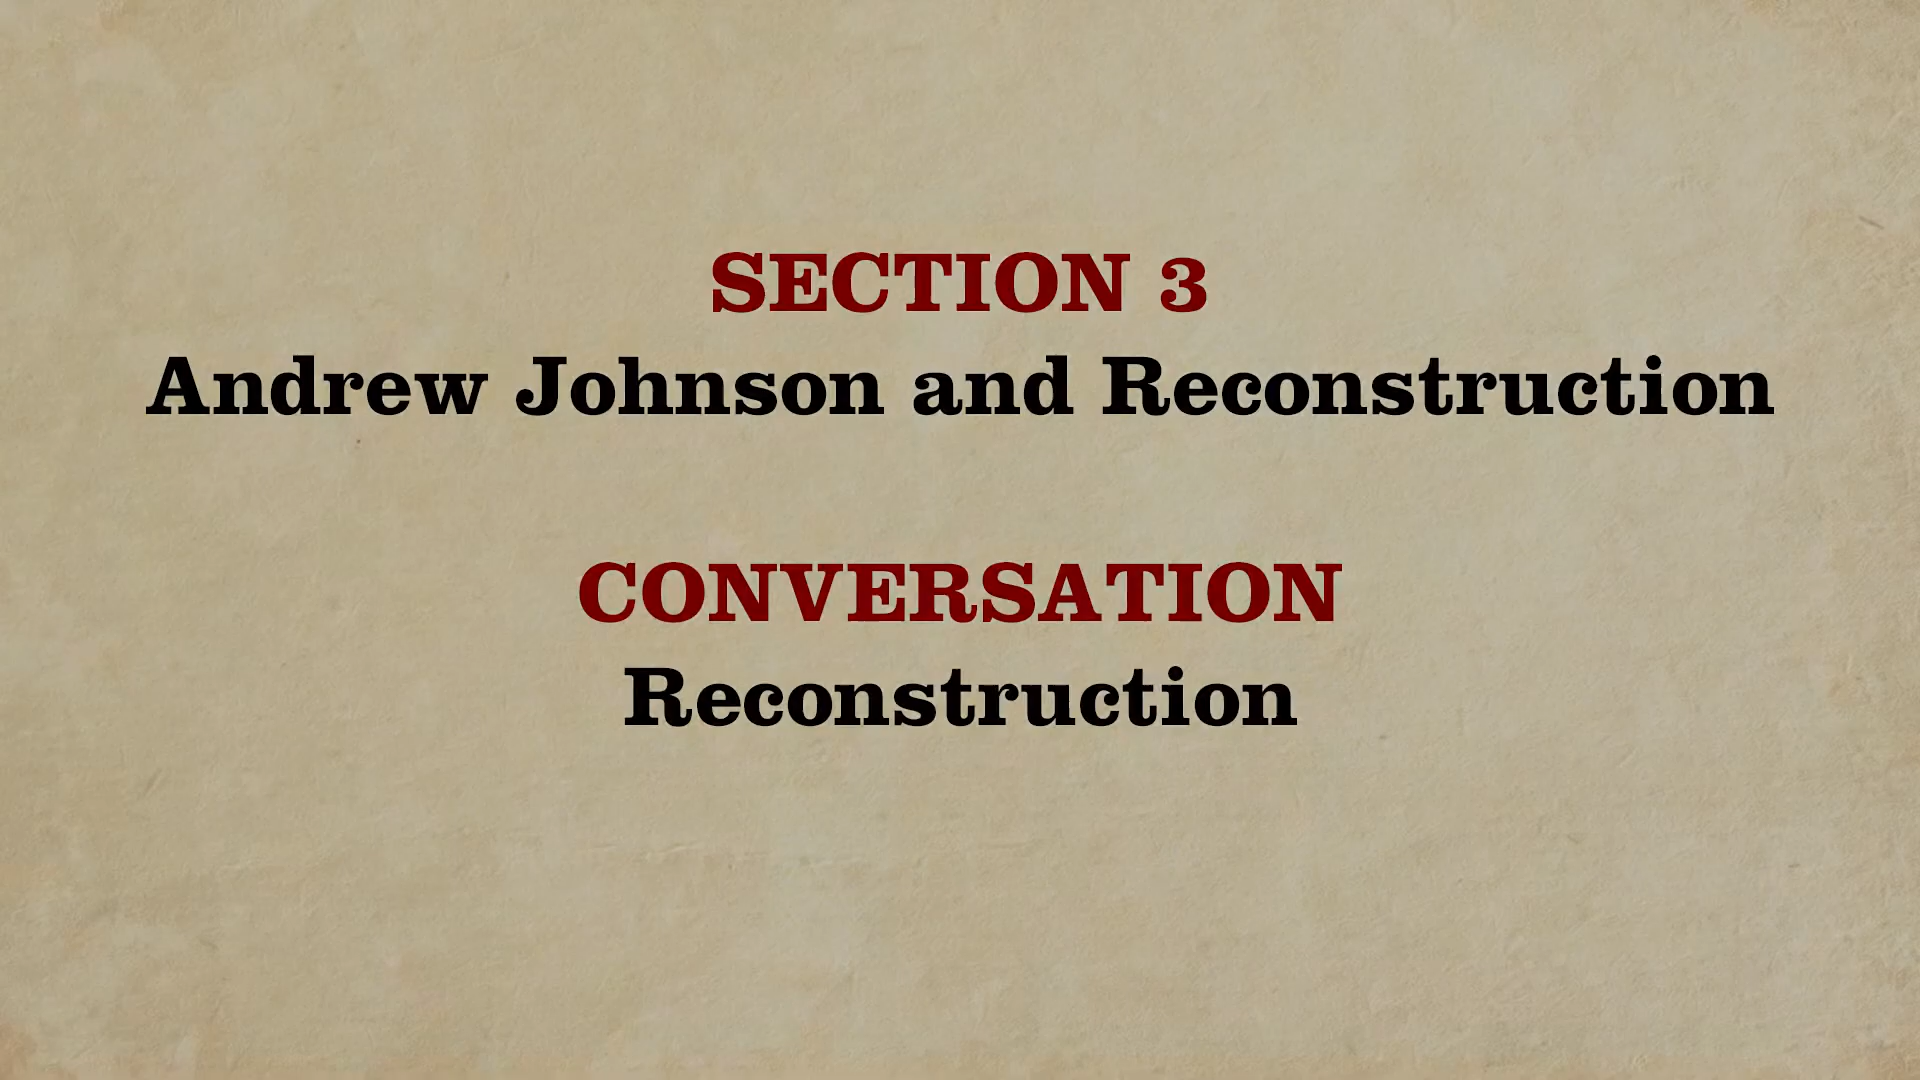 SECTION 3
Andrew Johnson and Reconstruction
CONVERSATION
Reconstruction